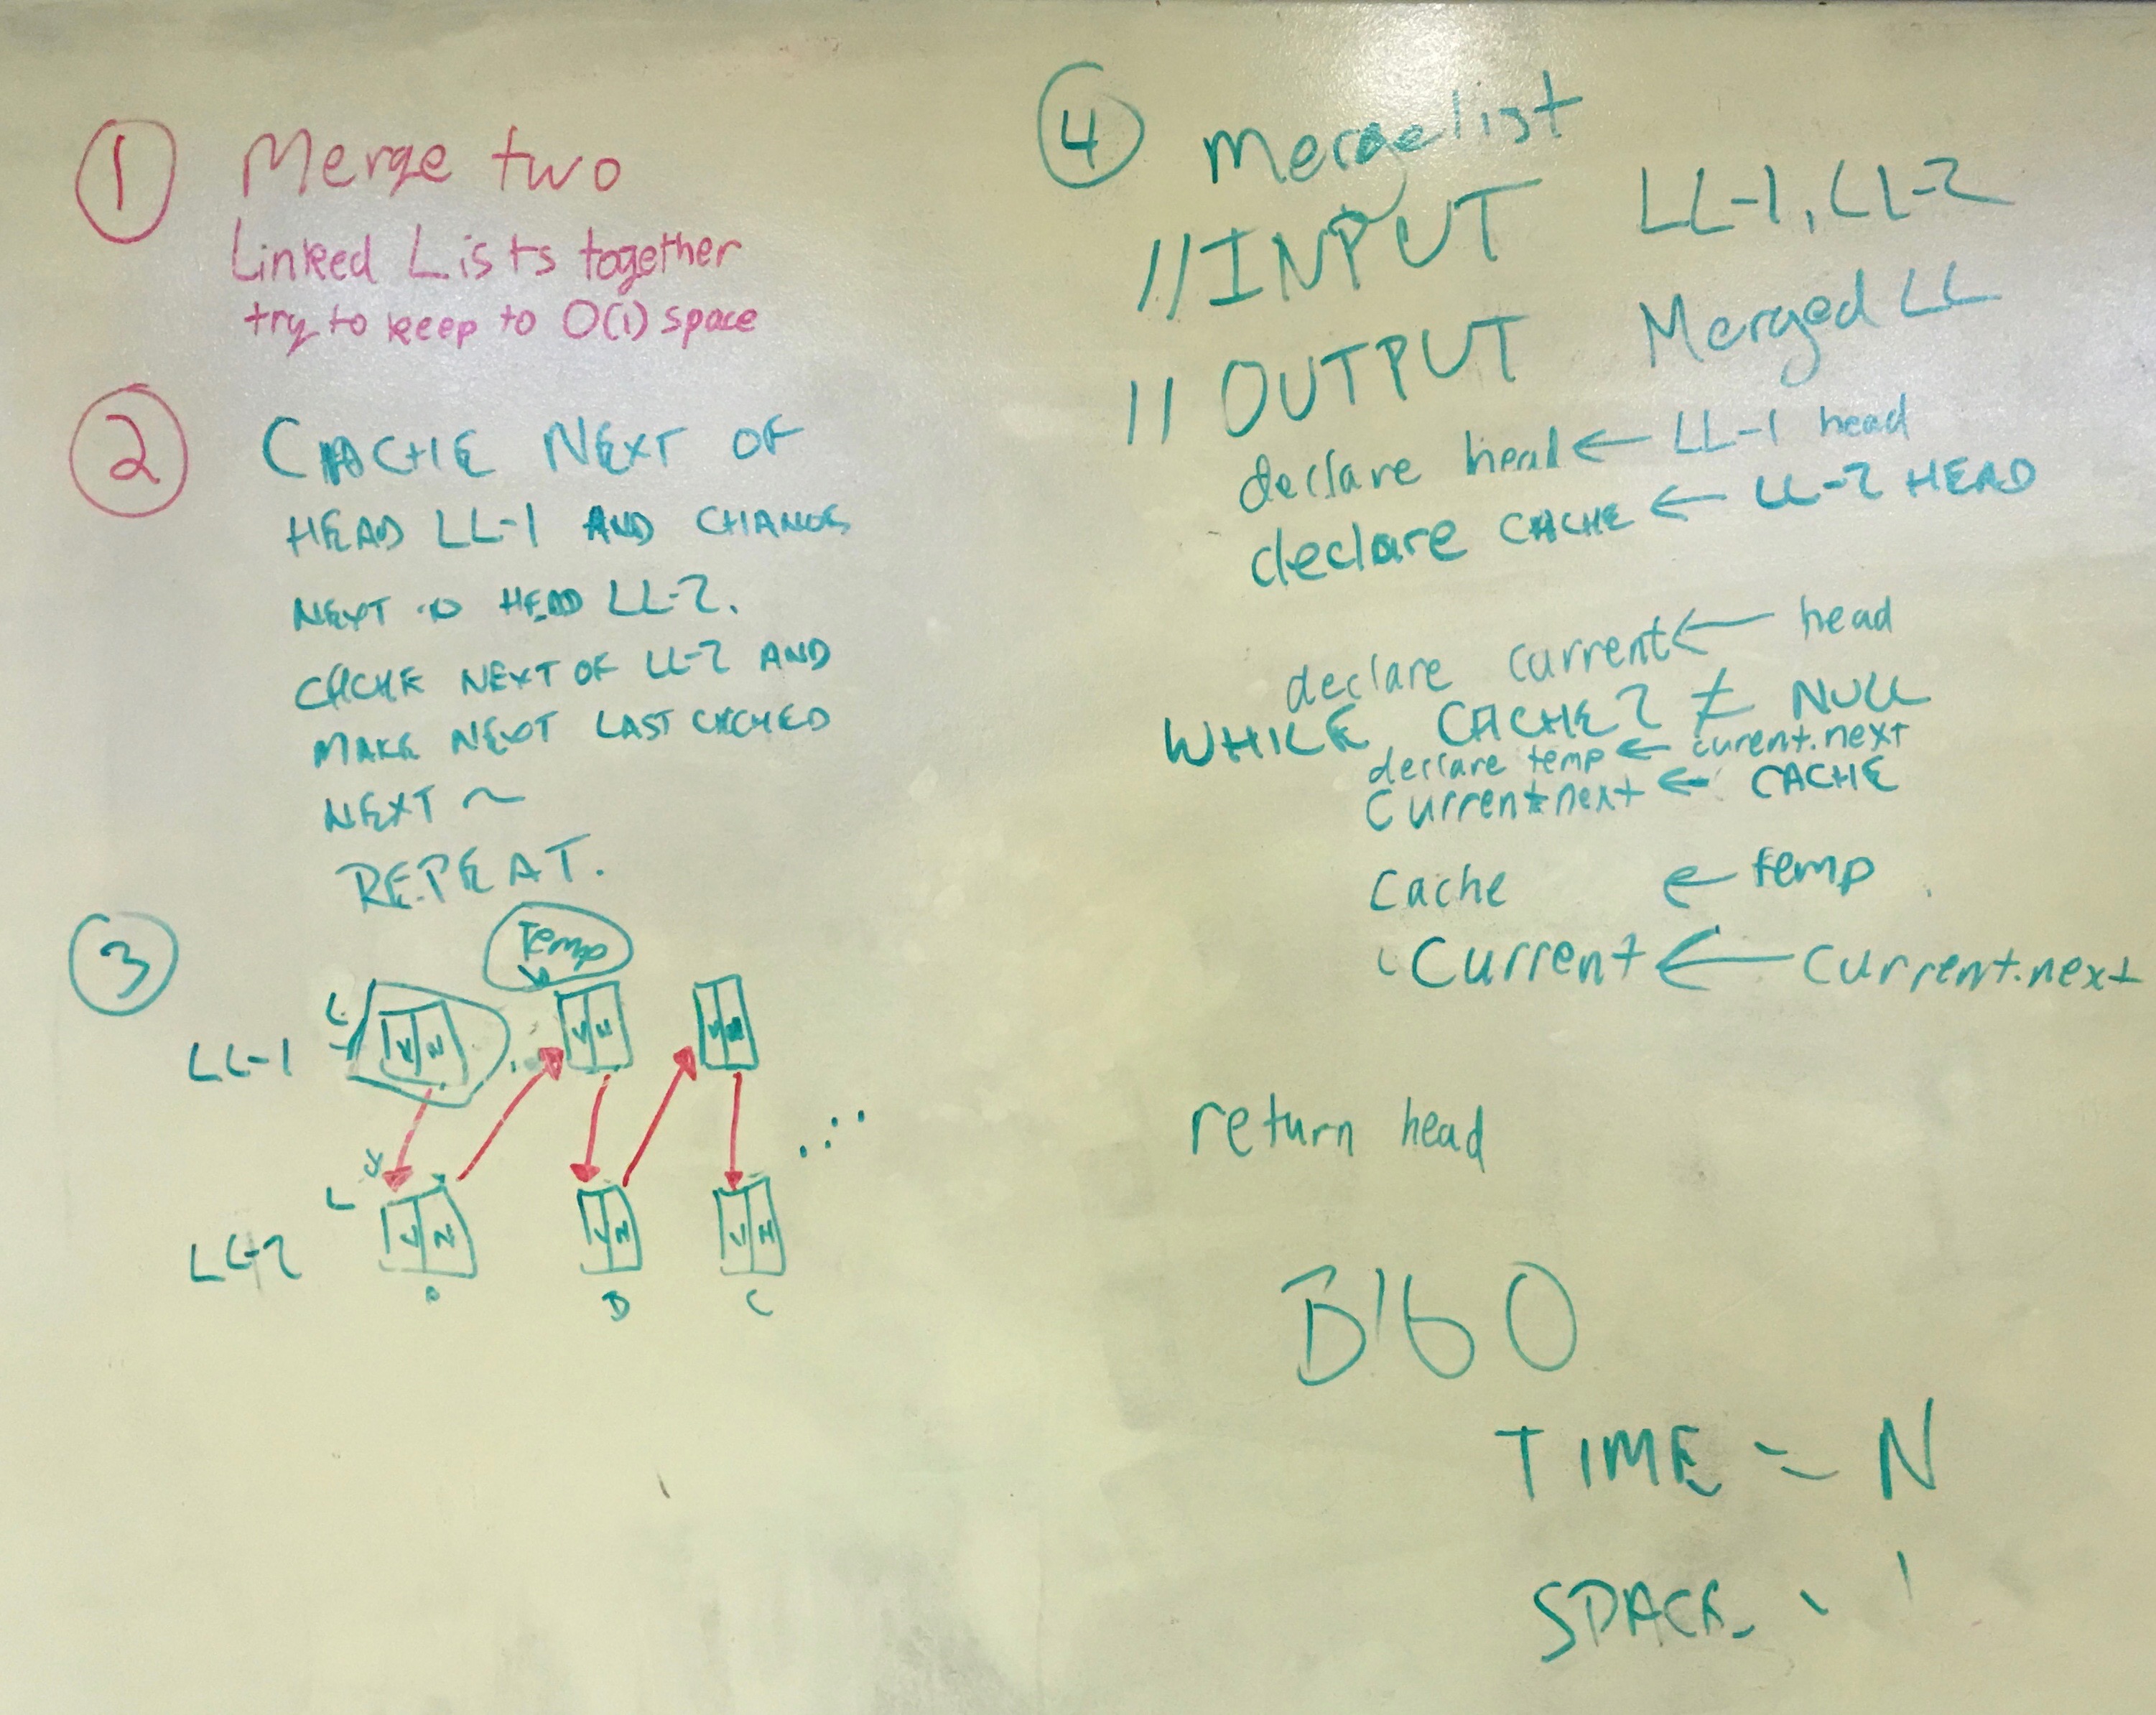 1 Merge two
Linked Lists together
try to keep to O(1) space
2 CACHE NEXT OF
HEAD LL-1 AND CHANGE
NEXT HEAD LL-2.
CACHE NEXT OF LL-2 AND
MAKE NEXT LAST CACHED
NEXT ~
REPEAT.
3
Temp
LL-1
V N
V N
V N
LL-2
V N
V N
V N
B C
4 mergelist
//INPUT LL-1, LL-2
// OUTPUT Merged LL
declare head ← LL-1 head
declare CACHE ← LL-2 HEAD
declare current ← head
WHILE CACHE2 ≠ NULL
declare temp ← curent.next
Current.next ← CACHE
Cache ← temp
Current ← Current.next
return head
BIG O
TIME = N
SPACE 1